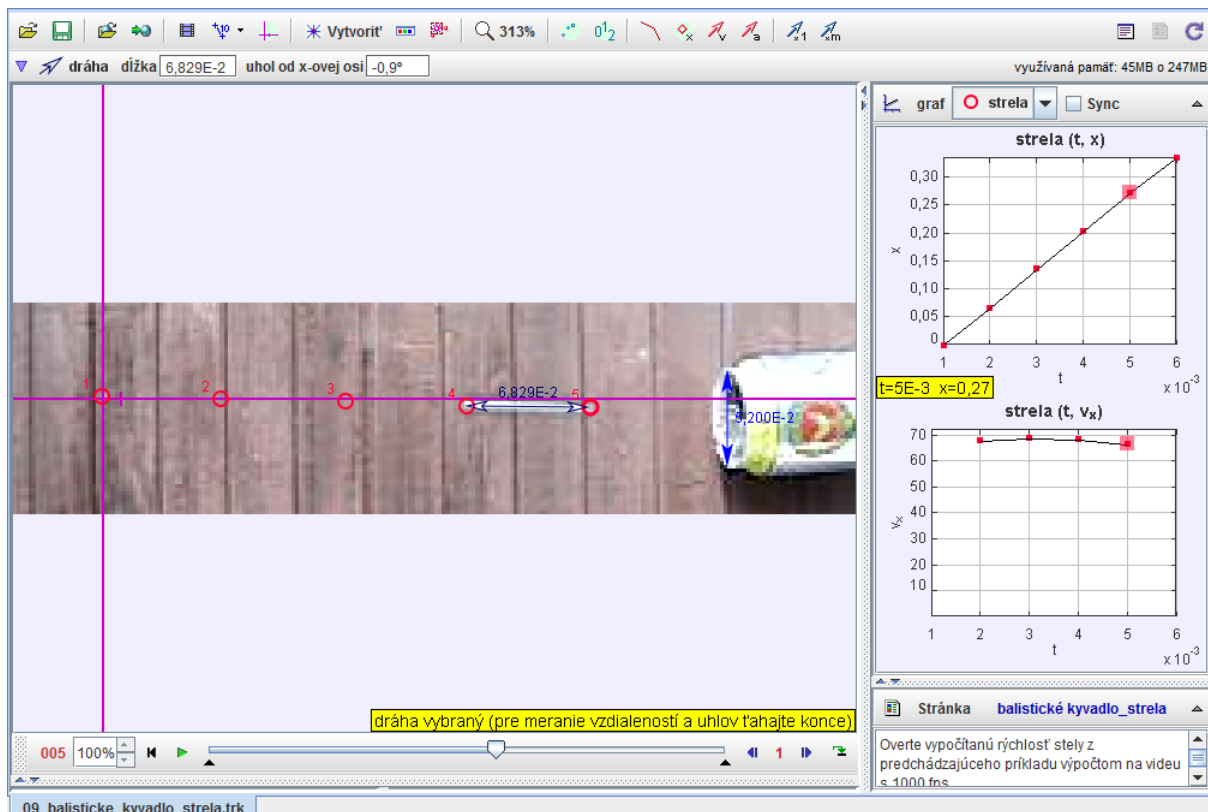 Vytvoriť 313%
dráha dĺžka 6,829E-2 uhol od x-ovej osi -0,9° využívaná pamäť: 45MB o 247MB
1 2 3 4 5
6,829E-2
5,200E-2
dráha vybraný (pre meranie vzdialeností a uhlov ťahajte konce)
005 100% 1
graf strela Sync
strela (t, x)
0,30
0,25
0,20
x
0,15
0,10
0,05
0
1 2 3 4 5 6
t
x10⁻³
t=5E-3 x=0,27
strela (t, vₓ)
70
60
50
40
vₓ
30
20
10
1 2 3 4 5 6
t
x10⁻³
Stránka balistické kyvadlo_strela
Overte vypočítanú rýchlosť stely z
predchádzajúceho príkladu výpočtom na videu
s 1000 fps
09_balisticke_kyvadlo_strela.trk